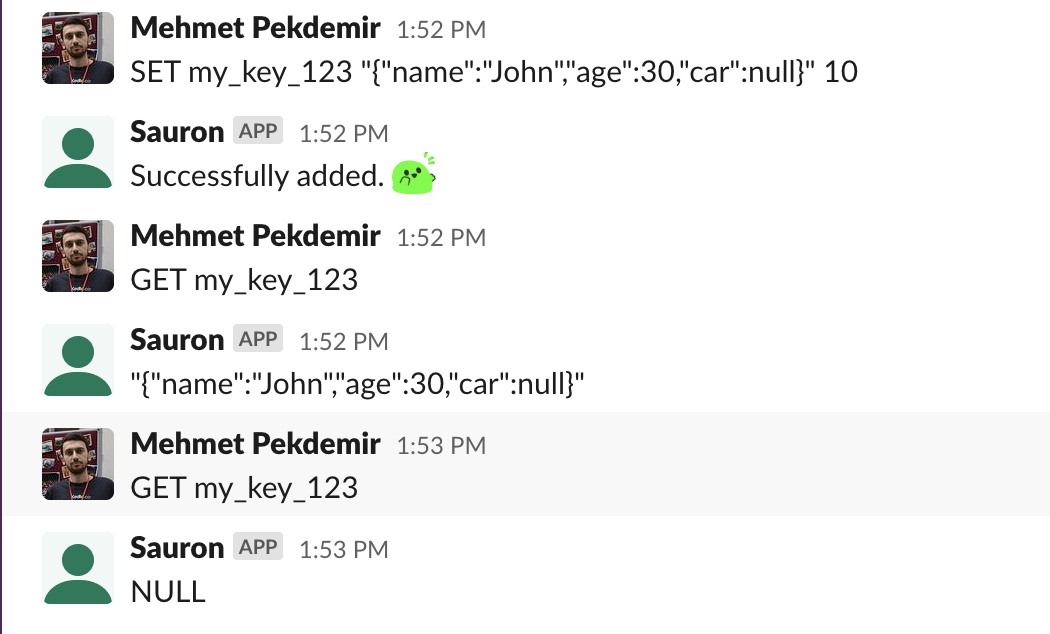 Mehmet Pekdemir 1:52 PM
SET my_key_123 "{"name":"John","age":30,"car":null}" 10
Sauron APP 1:52 PM
Successfully added.
Mehmet Pekdemir 1:52 PM
GET my_key_123
Sauron APP 1:52 PM
"{"name":"John","age":30,"car":null}"
Mehmet Pekdemir 1:53 PM
GET my_key_123
Sauron APP 1:53 PM
NULL